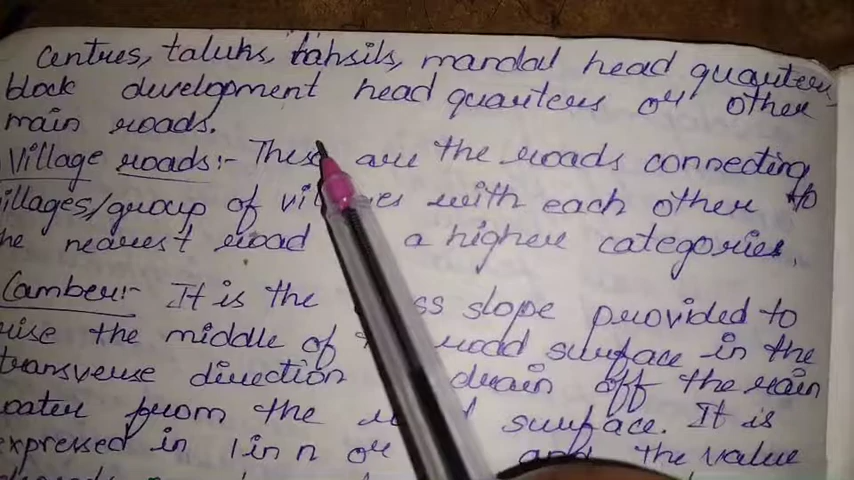 centres, taluks, tahsils, mandal head quarters,
block development head quarters or other
main roads.
Village roads:- These are the roads connecting
villages/group of with each other to
the nearest road a higher categories.
Camber:- It is the slope provided to
the middle of road surface in the
transverse direction drain off the rain
water from the surface. It is
expressed in 1 in n or and the value